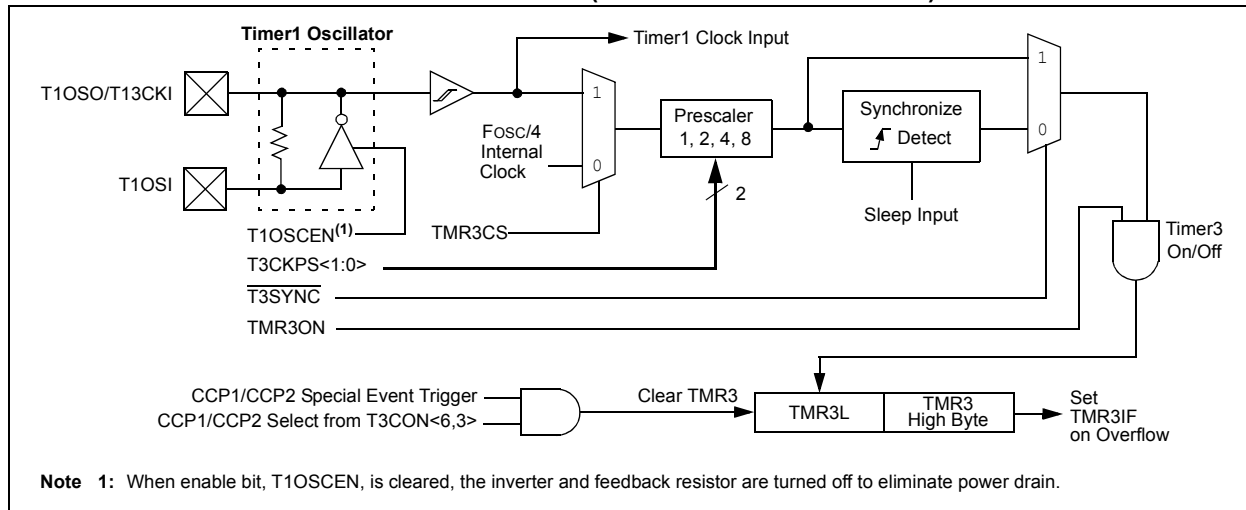 Timer1 Oscillator
Timer1 Clock Input
T1OSO/T13CKI
1
FOSC/4
Internal
Clock
0
Prescaler
1, 2, 4, 8
Synchronize
Detect
1
0
T1OSI
2
Sleep Input
T1OSCEN(1)
TMR3CS
Timer3
On/Off
T3CKPS<1:0>
T3SYNC
TMR3ON
CCP1/CCP2 Special Event Trigger
CCP1/CCP2 Select from T3CON<6,3>
Clear TMR3
TMR3L
TMR3
High Byte
Set
TMR3IF
on Overflow
Note 1: When enable bit, T1OSCEN, is cleared, the inverter and feedback resistor are turned off to eliminate power drain.